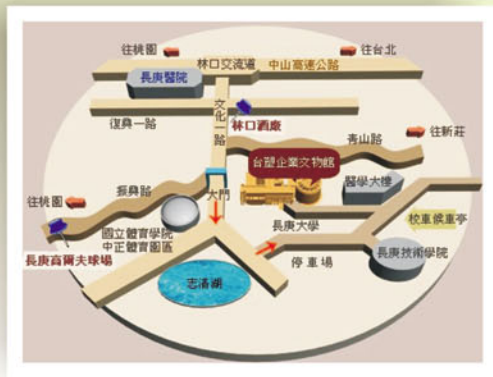 往桃園
往台北
林口交流道
中山高速公路
長庚醫院
文化一路
復興一路
林口酒廠
青山路
往新莊
台塑企業文物館
醫學大樓
往桃園
振興路
大門
長庚大學
校車候車亭
國立體育學院
中正體育園區
長庚高爾夫球場
停車場
志清湖
長庚技術學院